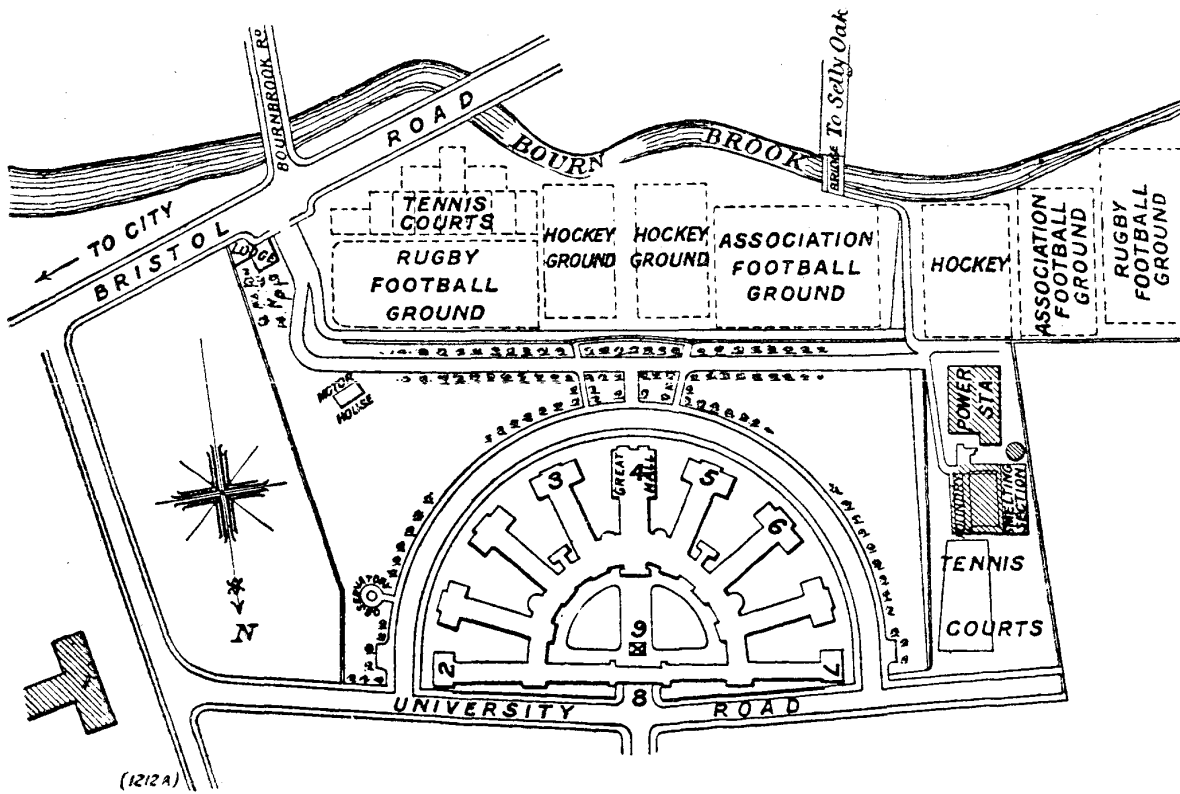 BOURNBROOK RD
BRIDGE To Selly Oak
ROAD
BOURN BROOK
TO CITY
BRISTOL
LODGE
TENNIS
COURTS
RUGBY
FOOTBALL
GROUND
HOCKEY
GROUND
HOCKEY
GROUND
ASSOCIATION
FOOTBALL
GROUND
HOCKEY
ASSOCIATION
FOOTBALL
GROUND
RUGBY
FOOTBALL
GROUND
MOTOR
HOUSE
POWER
STA
3
4
GREAT
HALL
5
6
FOUNDRY
SMELTING
SECTION
TENNIS
COURTS
N
9
2
7
8
UNIVERSITY ROAD
(1212 A)